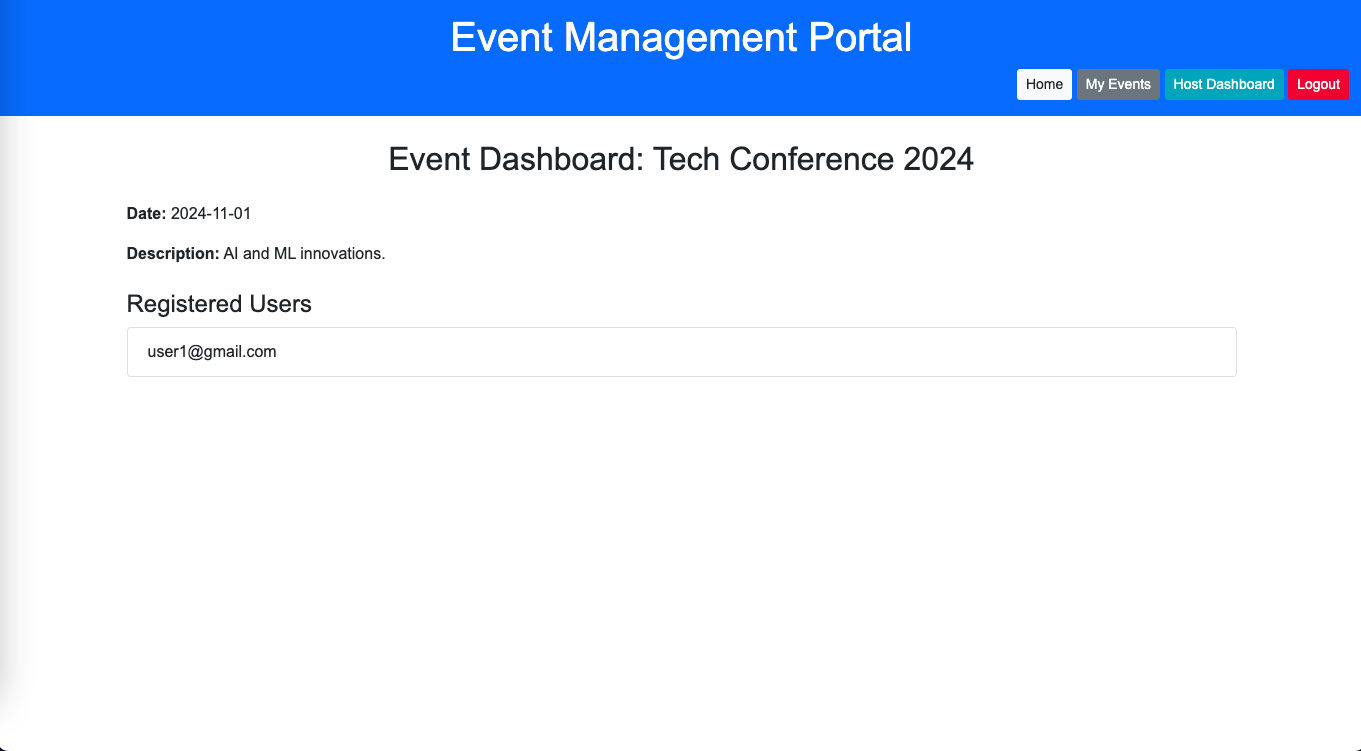 Event Management Portal
Home My Events Host Dashboard Logout
Event Dashboard: Tech Conference 2024
Date: 2024-11-01
Description: AI and ML innovations.
Registered Users
user1@gmail.com